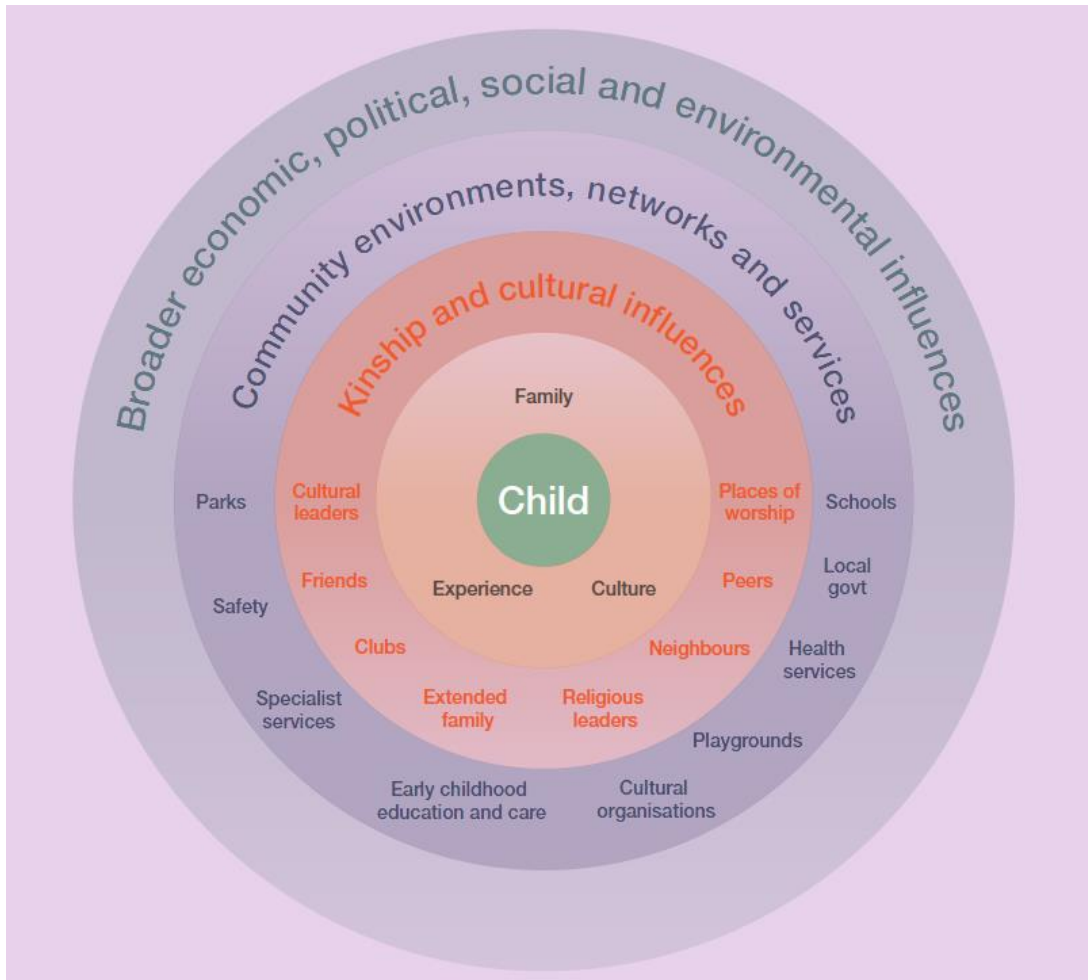 Broader economic, political, social and environmental influences
Community environments, networks and services
Kinship and cultural influences
Family
Child
Experience
Culture
Cultural
leaders
Places of
worship
Friends
Peers
Clubs
Neighbours
Extended
family
Religious
leaders
Parks
Schools
Safety
Local
govt
Health
services
Specialist
services
Playgrounds
Early childhood
education and care
Cultural
organisations